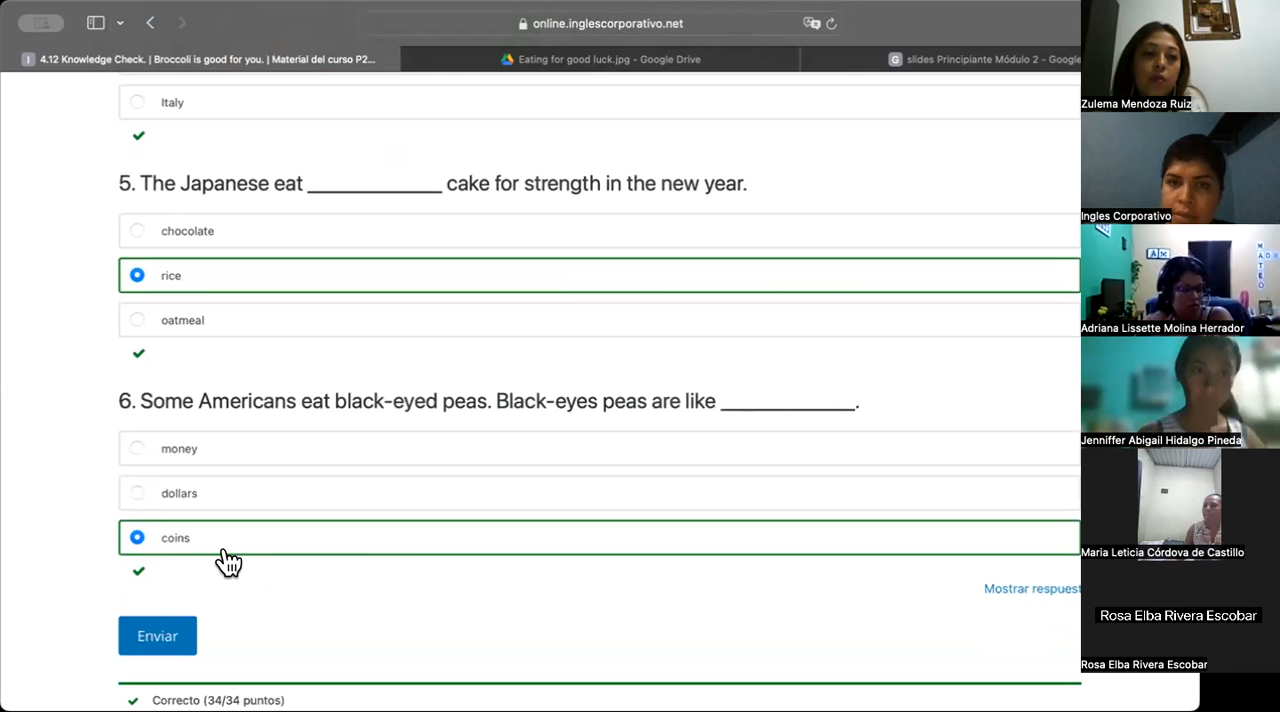 online.inglescorporativo.net
4.12 Knowledge Check. | Broccoli is good for you. | Material del curso P2...
Eating for good luck.jpg - Google Drive
slides Principiante Módulo 2 - Google
Italy
5. The Japanese eat _____________ cake for strength in the new year.
chocolate
rice
oatmeal
6. Some Americans eat black-eyed peas. Black-eyes peas are like _____________.
money
dollars
coins
Mostrar respuest
Enviar
Correcto (34/34 puntos)
Zulema Mendoza Ruiz
Ingles Corporativo
Adriana Lissette Molina Herrador
Jenniffer Abigail Hidalgo Pineda
Maria Leticia Córdova de Castillo
Rosa Elba Rivera Escobar
Rosa Elba Rivera Escobar